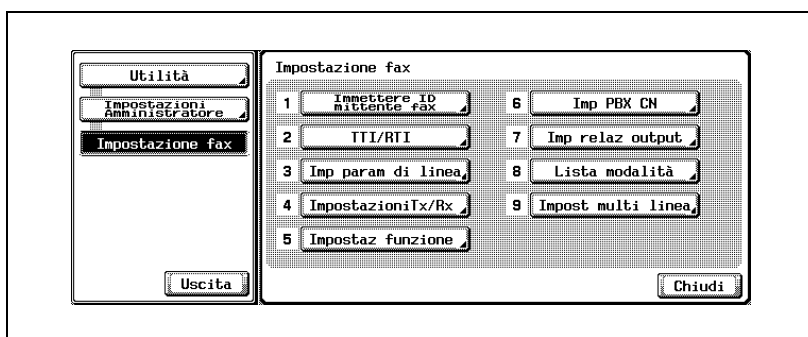 Utilità
Impostazioni
Amministratore
Impostazione fax
Uscita
Impostazione fax
1 Immettere ID
mittente fax
2 TTI/RTI
3 Imp param di linea
4 ImpostazioniTx/Rx
5 Impostaz funzione
6 Imp PBX CN
7 Imp relaz output
8 Lista modalità
9 Impost multi linea
Chiudi